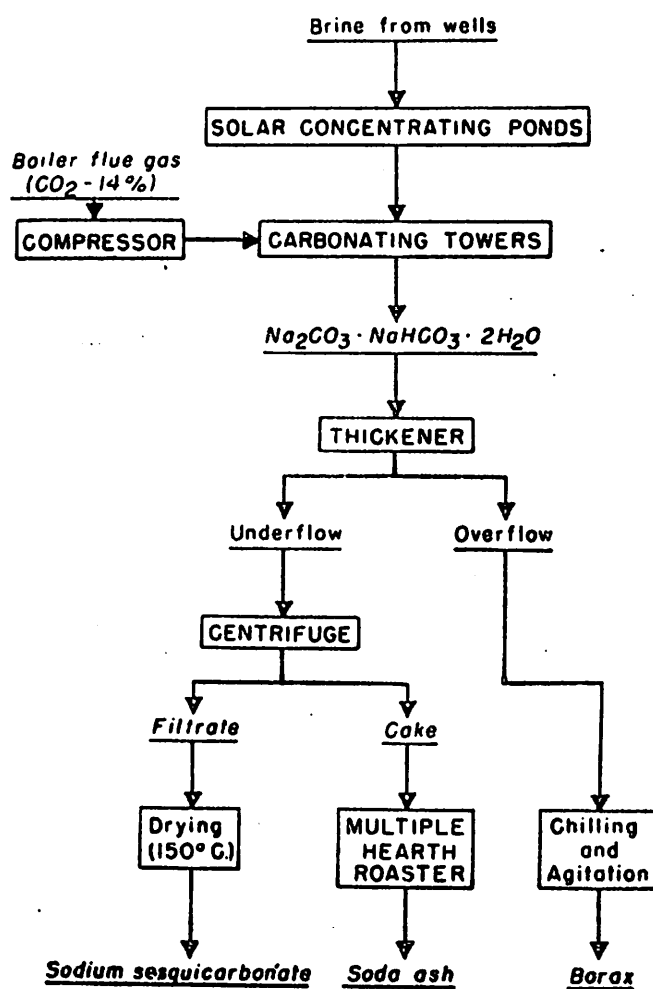 Brine from wells
SOLAR CONCENTRATING PONDS
Boiler flue gas
(CO2-14%)
COMPRESSOR
CARBONATING TOWERS
Na2CO3 · NaHCO3 · 2H2O
THICKENER
Underflow
Overflow
CENTRIFUGE
Filtrate
Cake
Drying
(150° C.)
MULTIPLE
HEARTH
ROASTER
Chilling
and
Agitation
Sodium sesquicarbonate
Soda ash
Borax